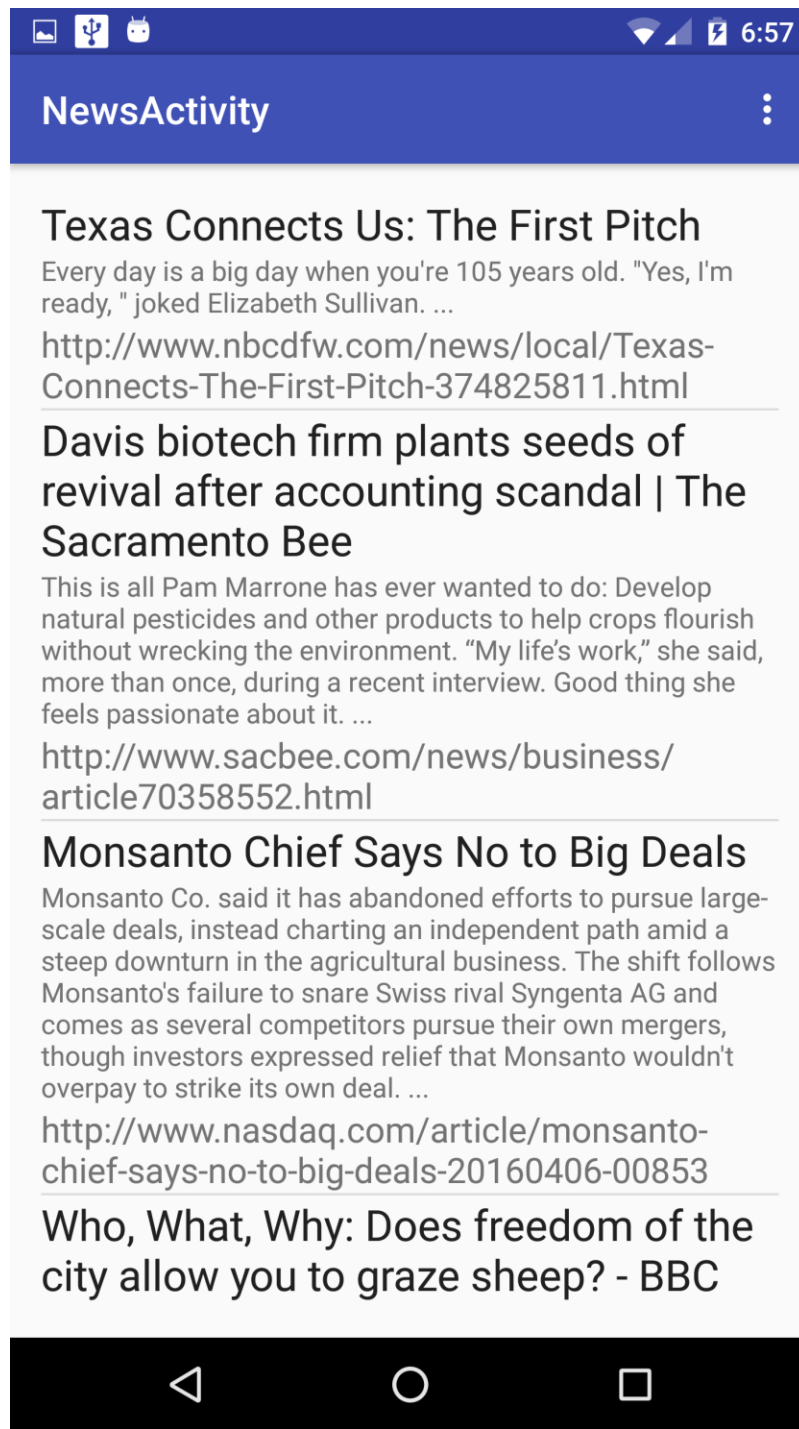 6:57
NewsActivity
Texas Connects Us: The First Pitch
Every day is a big day when you're 105 years old. "Yes, I'm
ready, " joked Elizabeth Sullivan. ...
http://www.nbcdfw.com/news/local/Texas-
Connects-The-First-Pitch-374825811.html
Davis biotech firm plants seeds of
revival after accounting scandal | The
Sacramento Bee
This is all Pam Marrone has ever wanted to do: Develop
natural pesticides and other products to help crops flourish
without wrecking the environment. “My life’s work,” she said,
more than once, during a recent interview. Good thing she
feels passionate about it. ...
http://www.sacbee.com/news/business/
article70358552.html
Monsanto Chief Says No to Big Deals
Monsanto Co. said it has abandoned efforts to pursue large-
scale deals, instead charting an independent path amid a
steep downturn in the agricultural business. The shift follows
Monsanto's failure to snare Swiss rival Syngenta AG and
comes as several competitors pursue their own mergers,
though investors expressed relief that Monsanto wouldn't
overpay to strike its own deal. ...
http://www.nasdaq.com/article/monsanto-
chief-says-no-to-big-deals-20160406-00853
Who, What, Why: Does freedom of the
city allow you to graze sheep? - BBC